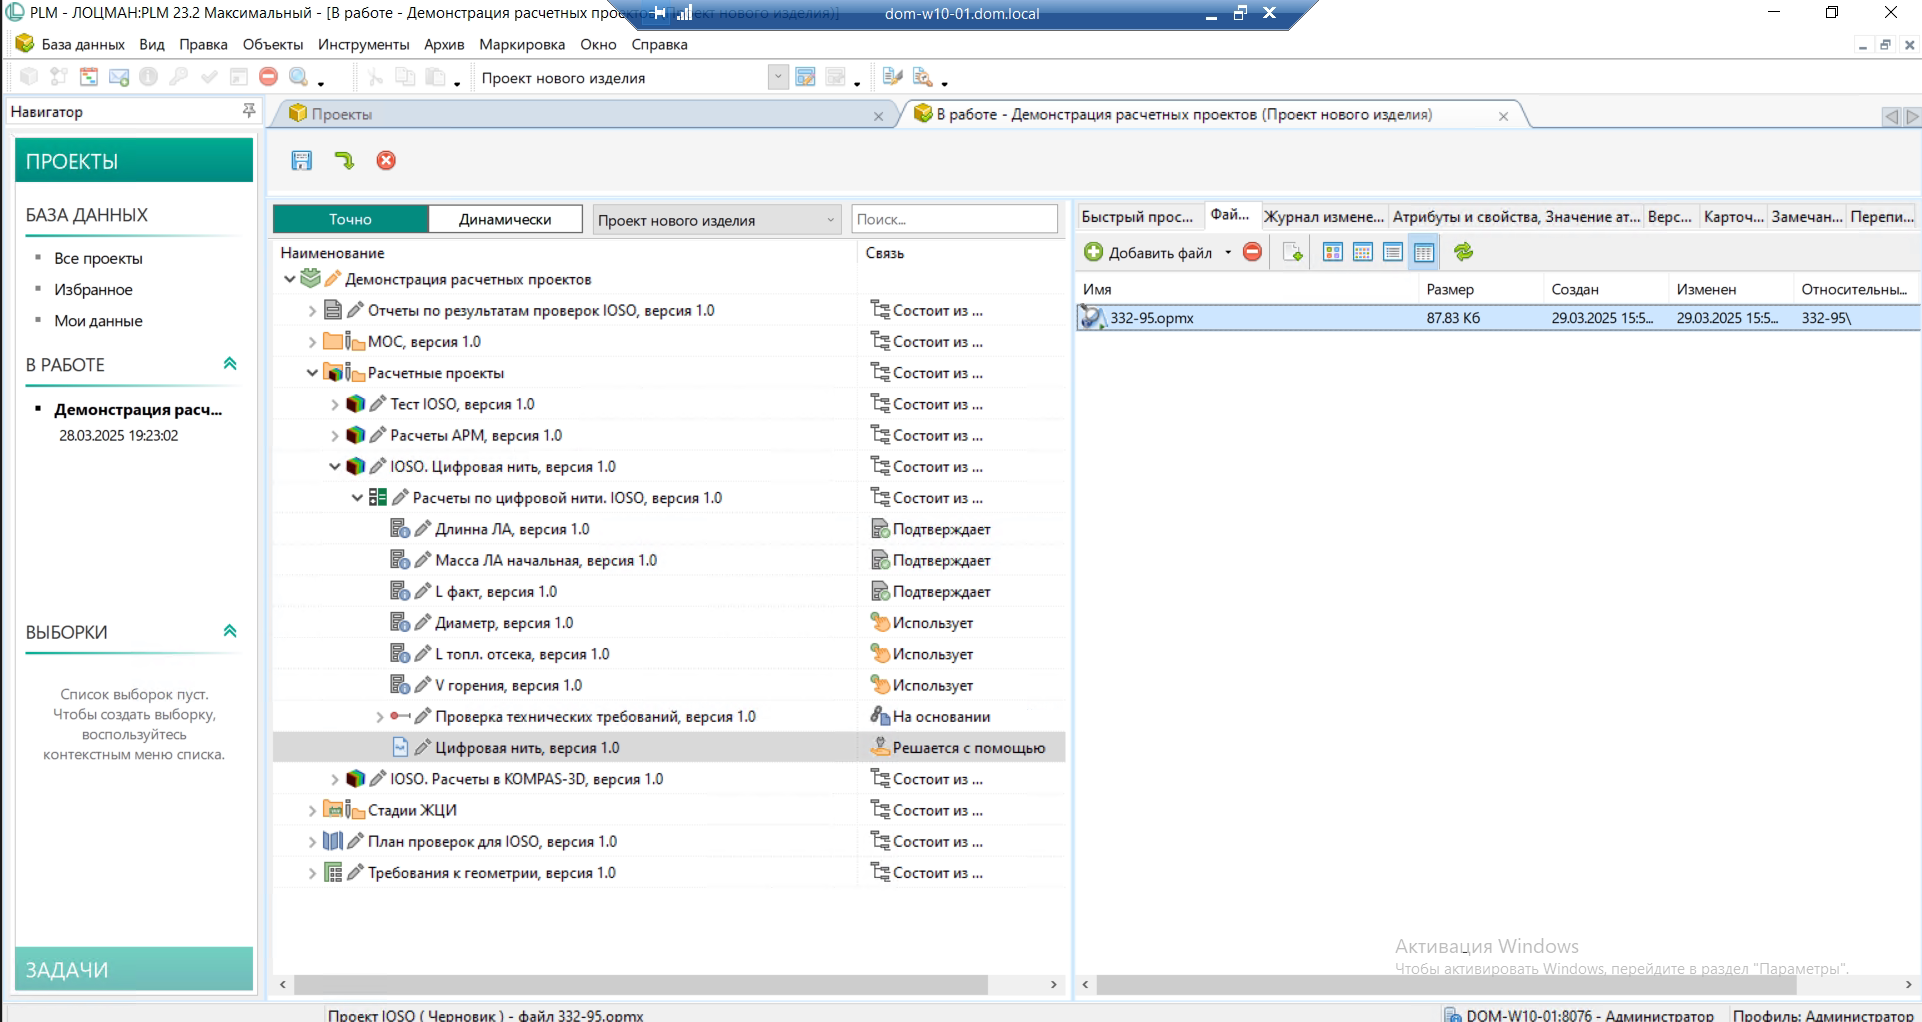 PLM - ЛОЦМАН:PLM 23.2 Максимальный - [В работе - Демонстрация расчетных проектов (Проект нового изделия)]
dom-w10-01.dom.local
База данных Вид Правка Объекты Инструменты Архив Маркировка Окно Справка
Проект нового изделия
Навигатор
Проекты
В работе - Демонстрация расчетных проектов (Проект нового изделия)
ПРОЕКТЫ
БАЗА ДАННЫХ
Все проекты
Избранное
Мои данные
В РАБОТЕ
Демонстрация расч...
28.03.2025 19:23:02
ВЫБОРКИ
Список выборок пуст.
Чтобы создать выборку,
воспользуйтесь
контекстным меню списка.
ЗАДАЧИ
Точно Динамически Проект нового изделия Поиск...
Наименование Связь
Демонстрация расчетных проектов
Отчеты по результатам проверок IOSO, версия 1.0 Состоит из ...
МОС, версия 1.0 Состоит из ...
Расчетные проекты Состоит из ...
Тест IOSO, версия 1.0 Состоит из ...
Расчеты АРМ, версия 1.0 Состоит из ...
IOSO. Цифровая нить, версия 1.0 Состоит из ...
Расчеты по цифровой нити. IOSO, версия 1.0 Состоит из ...
Длинна ЛА, версия 1.0 Подтверждает
Масса ЛА начальная, версия 1.0 Подтверждает
L факт, версия 1.0 Подтверждает
Диаметр, версия 1.0 Использует
L топл. отсека, версия 1.0 Использует
V горения, версия 1.0 Использует
Проверка технических требований, версия 1.0 На основании
Цифровая нить, версия 1.0 Решается с помощью
IOSO. Расчеты в KOMPAS-3D, версия 1.0 Состоит из ...
Стадии ЖЦИ Состоит из ...
План проверок для IOSO, версия 1.0 Состоит из ...
Требования к геометрии, версия 1.0 Состоит из ...
Быстрый прос... Фай... Журнал измене... Атрибуты и свойства, Значение ат... Верс... Карточ... Замечан... Перепи...
Добавить файл
Имя Размер Создан Изменен Относительны...
332-95.opmx 87.83 Кб 29.03.2025 15:5... 29.03.2025 15:5... 332-95\
Активация Windows
Чтобы активировать Windows, перейдите в раздел "Параметры".
Проект IOSO ( Черновик ) - файл 332-95.opmx
DOM-W10-01:8076 - Администратор Профиль: Администратор